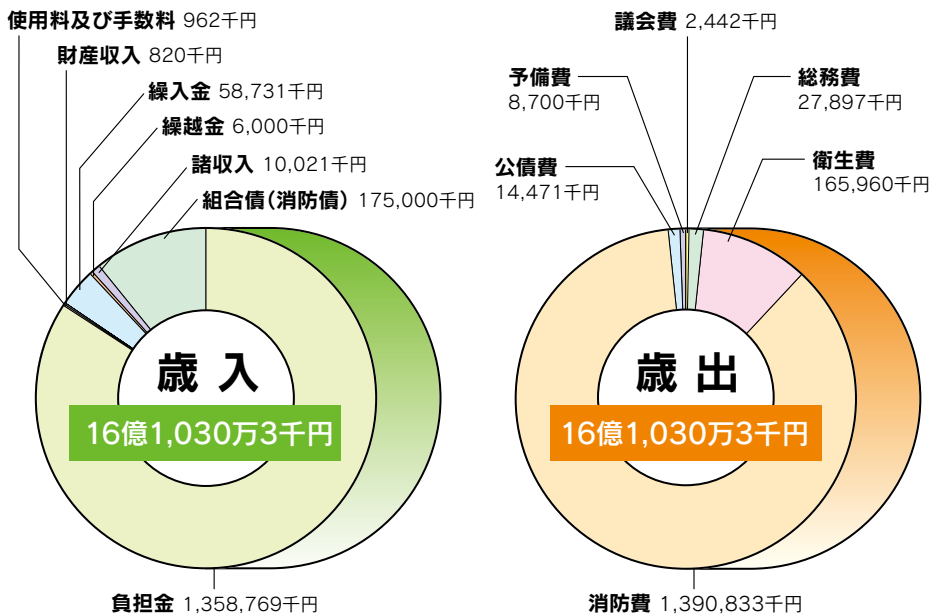 使用料及び手数料 962千円
財産収入 820千円
繰入金 58,731千円
繰越金 6,000千円
諸収入 10,021千円
組合債(消防債) 175,000千円
歳入
16億1,030万3千円
負担金 1,358,769千円
議会費 2,442千円
予備費
8,700千円
総務費
27,897千円
公債費
14,471千円
衛生費
165,960千円
歳出
16億1,030万3千円
消防費 1,390,833千円